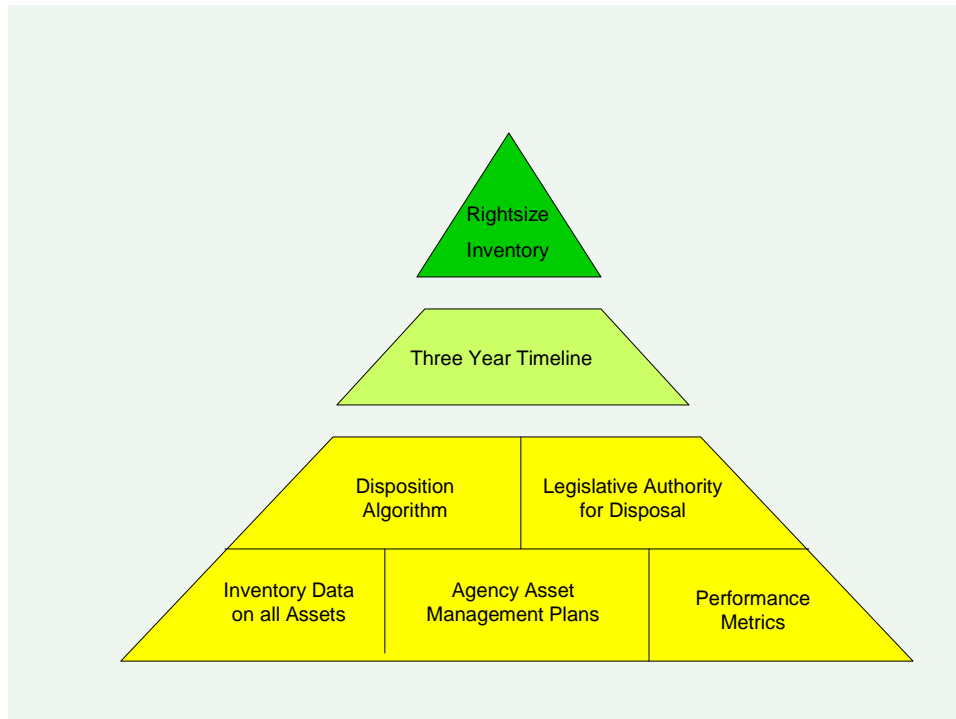 Rightsize
Inventory
Three Year Timeline
Disposition
Algorithm
Legislative Authority
for Disposal
Inventory Data
on all Assets
Agency Asset
Management Plans
Performance
Metrics